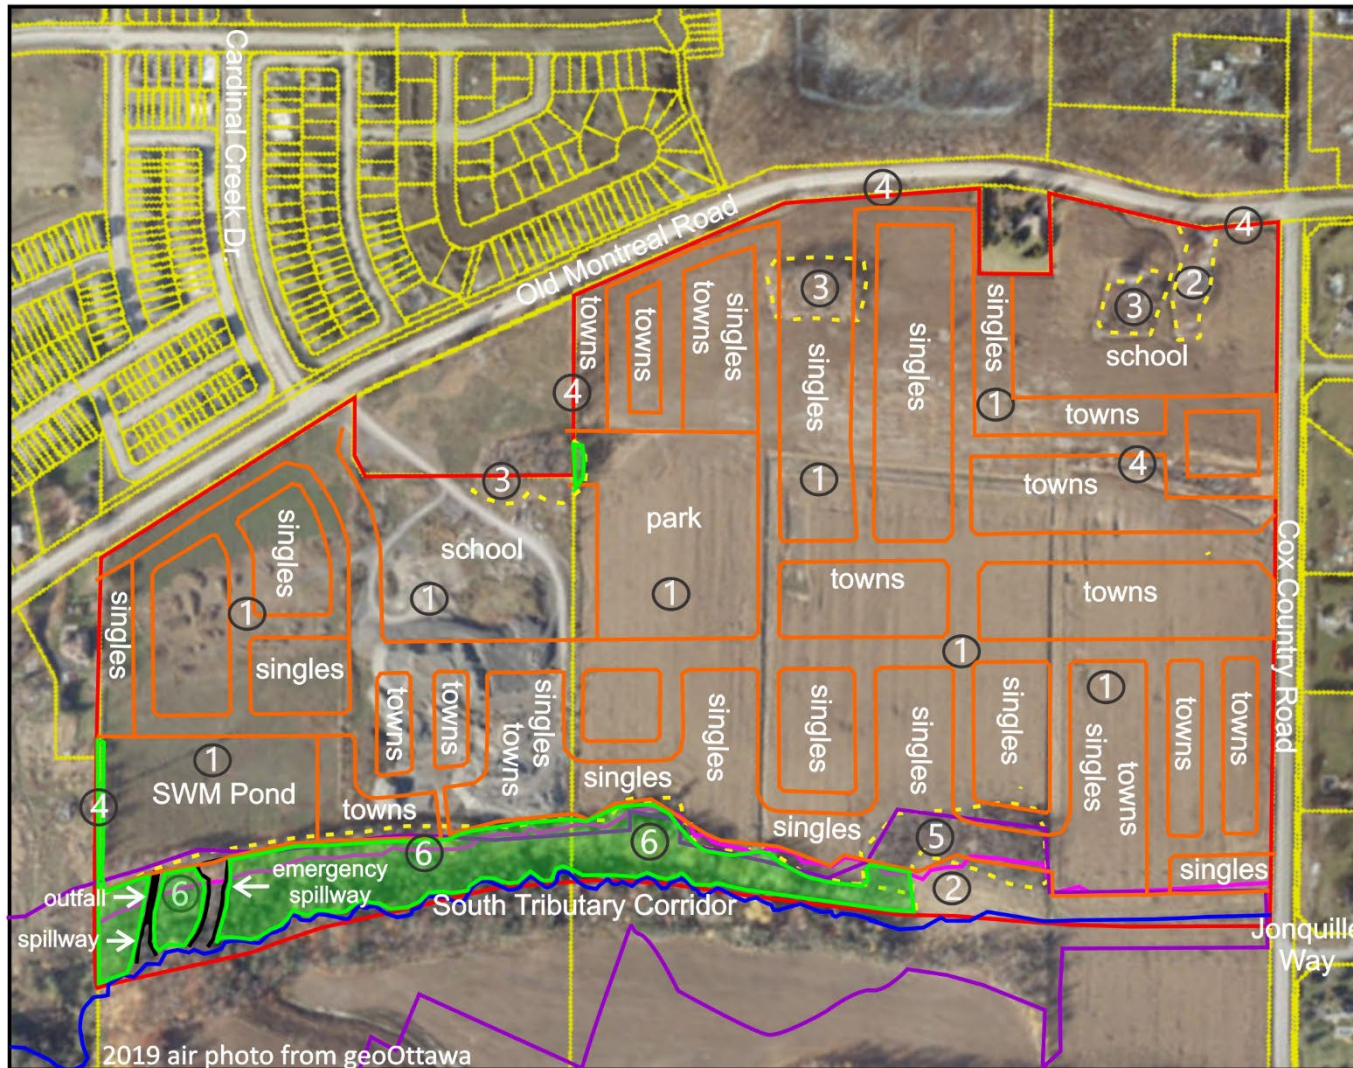 Cardinal Creek Dr.
Old Montreal Road
4
4
3
3
2
school
towns
towns
towns
singles
singles
singles
singles
4
1
towns
1
4
towns
3
park
school
singles
1
1
1
towns
towns
singles
singles
1
1
towns
towns
singles
towns
singles
singles
singles
singles
singles
towns
towns
towns
singles
singles
1
SWM Pond
towns
singles
4
6
6
5
singles
outfall
6
emergency
spillway
2
spillway
South Tributary Corridor
Cox Country Road
Jonquille
Way
2019 air photo from geoOttawa